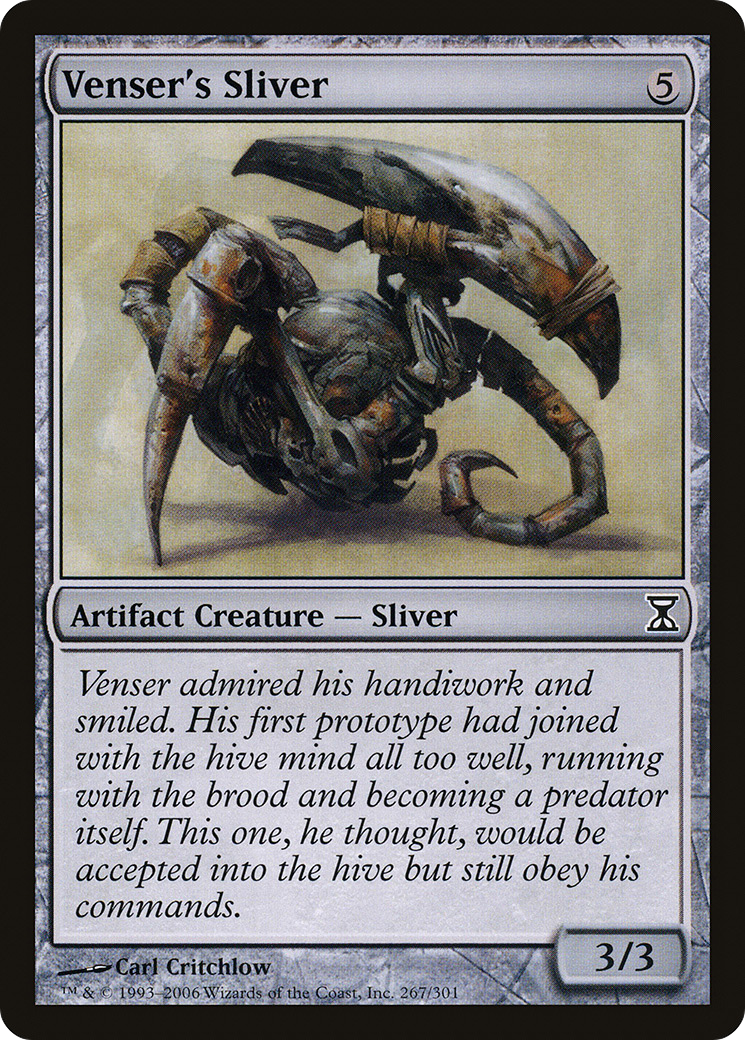 Venser's Sliver
5
Artifact Creature — Sliver
Venser admired his handiwork and
smiled. His first prototype had joined
with the hive mind all too well, running
with the brood and becoming a predator
itself. This one, he thought, would be
accepted into the hive but still obey his
commands.
3/3
Carl Critchlow
™ & © 1993–2006 Wizards of the Coast, Inc. 267/301